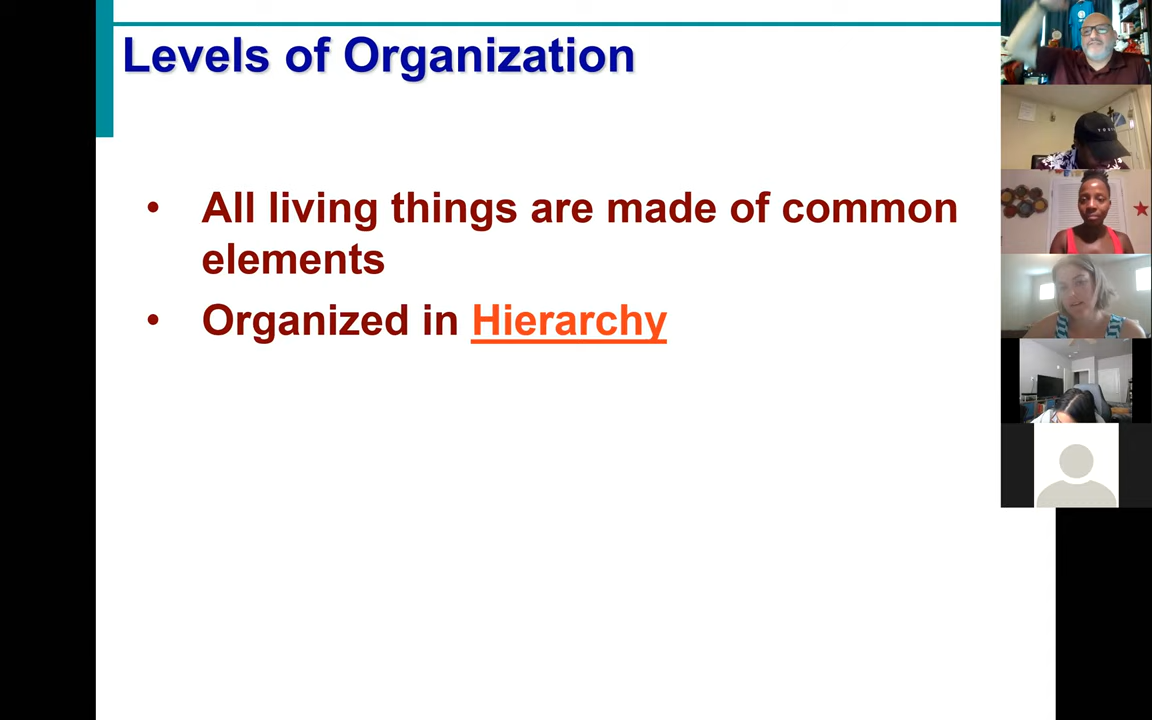 Levels of Organization
• All living things are made of common
elements
• Organized in Hierarchy